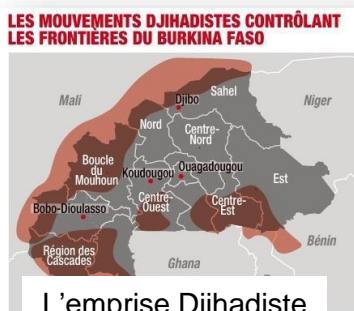 LES MOUVEMENTS DJIHADISTES CONTRÔLANT
LES FRONTIÈRES DU BURKINA FASO
Mali
Niger
Sahel
Djibo
Nord
Centre-
Nord
Boucle
du
Mouhoun
Koudougou
Ouagadougou
Est
Centre-
Ouest
Centre-
Est
Bobo-Dioulasso
Bénin
Région des
Cascades
Ghana
L'emprise Djihadiste